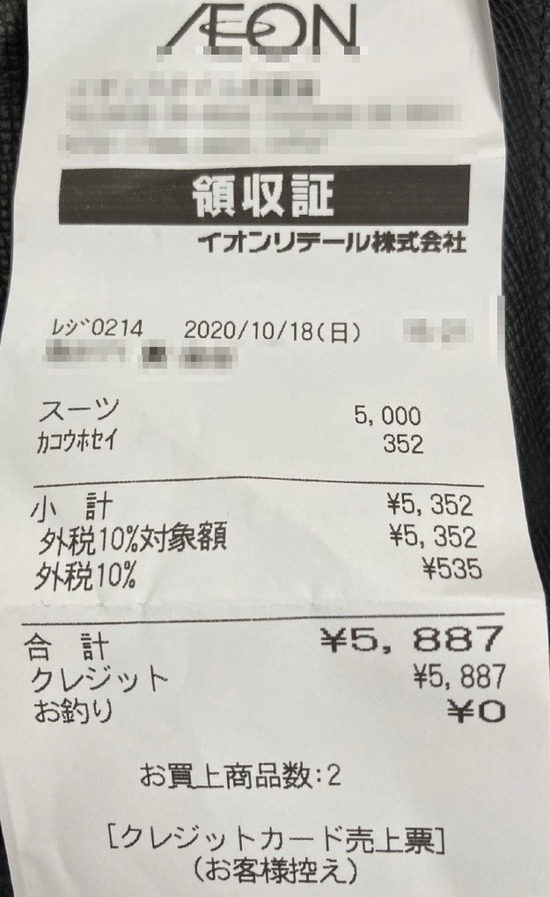 ÆON
領収証
イオンリテール株式会社
ﾚｼﾞ0214 2020/10/18(日)
スーツ 5,000
ｶｺｳﾎｾｲ 352
小 計 ¥5,352
外税10%対象額 ¥5,352
外税10% ¥535
合 計 ¥5,887
クレジット ¥5,887
お釣り ¥0
お買上商品数:2
[クレジットカード売上票]
(お客様控え)